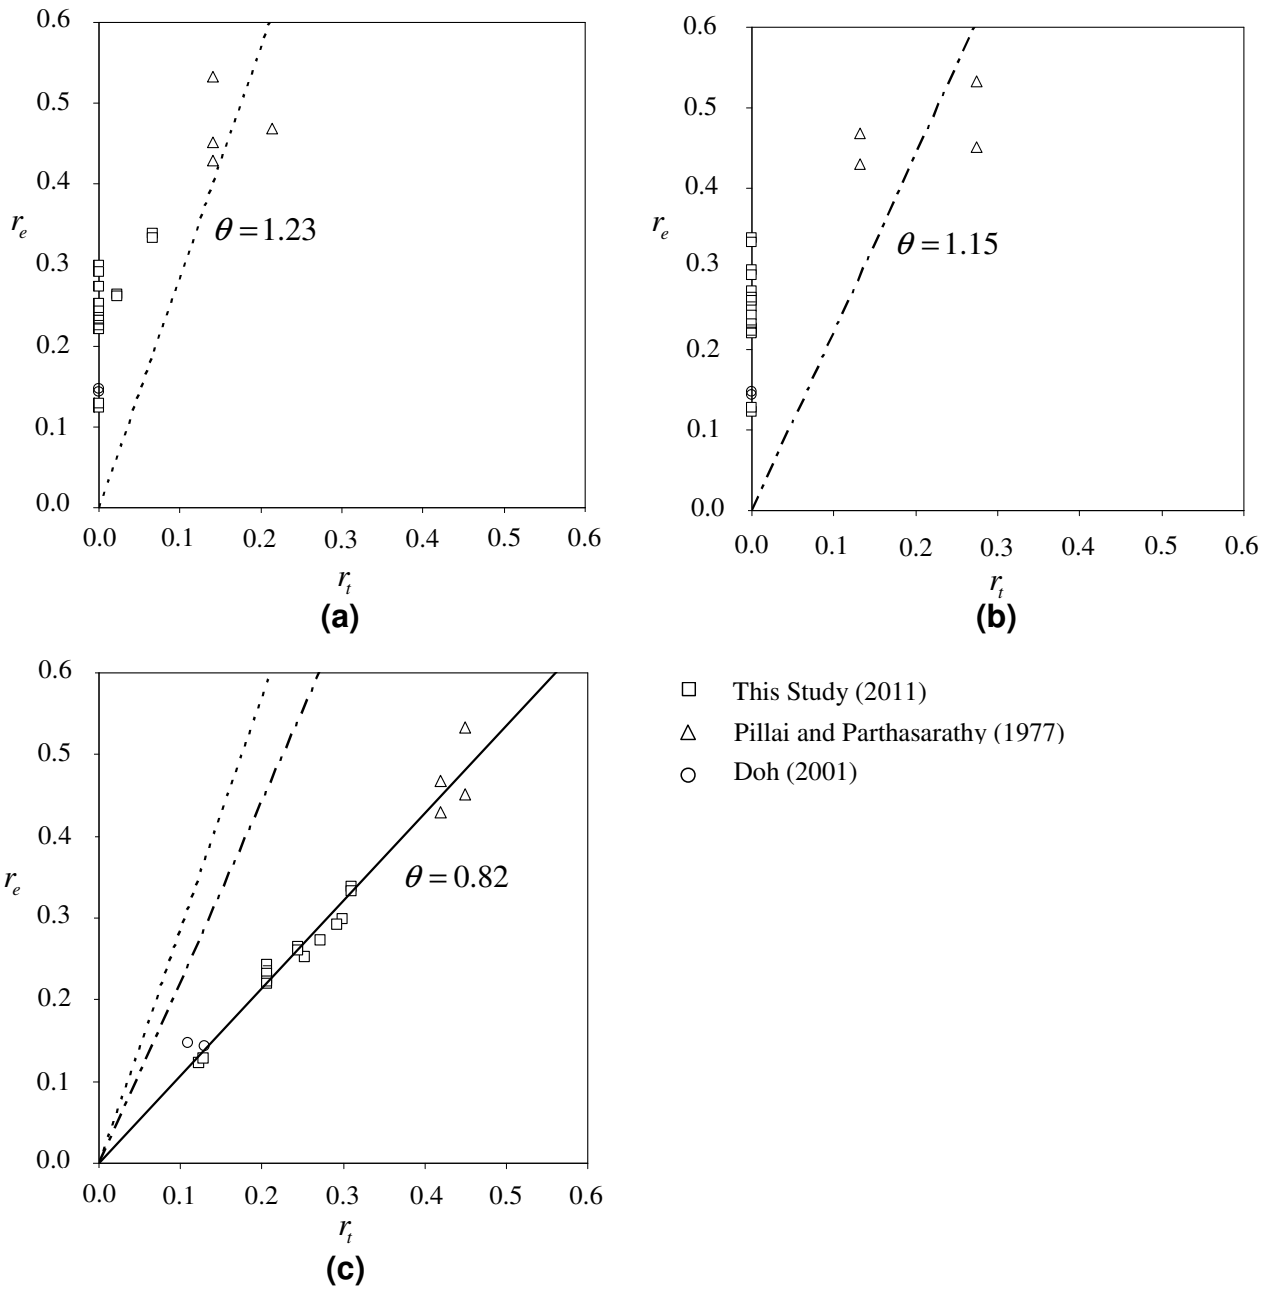 0.6
0.5
0.4
0.3
0.2
0.1
0.0
r_e
θ = 1.23
0.0 0.1 0.2 0.3 0.4 0.5 0.6
r_t
(a)
0.6
0.5
0.4
0.3
0.2
0.1
0.0
r_e
θ = 1.15
0.0 0.1 0.2 0.3 0.4 0.5 0.6
r_t
(b)
0.6
0.5
0.4
0.3
0.2
0.1
0.0
r_e
θ = 0.82
0.0 0.1 0.2 0.3 0.4 0.5 0.6
r_t
(c)
This Study (2011)
Pillai and Parthasarathy (1977)
Doh (2001)